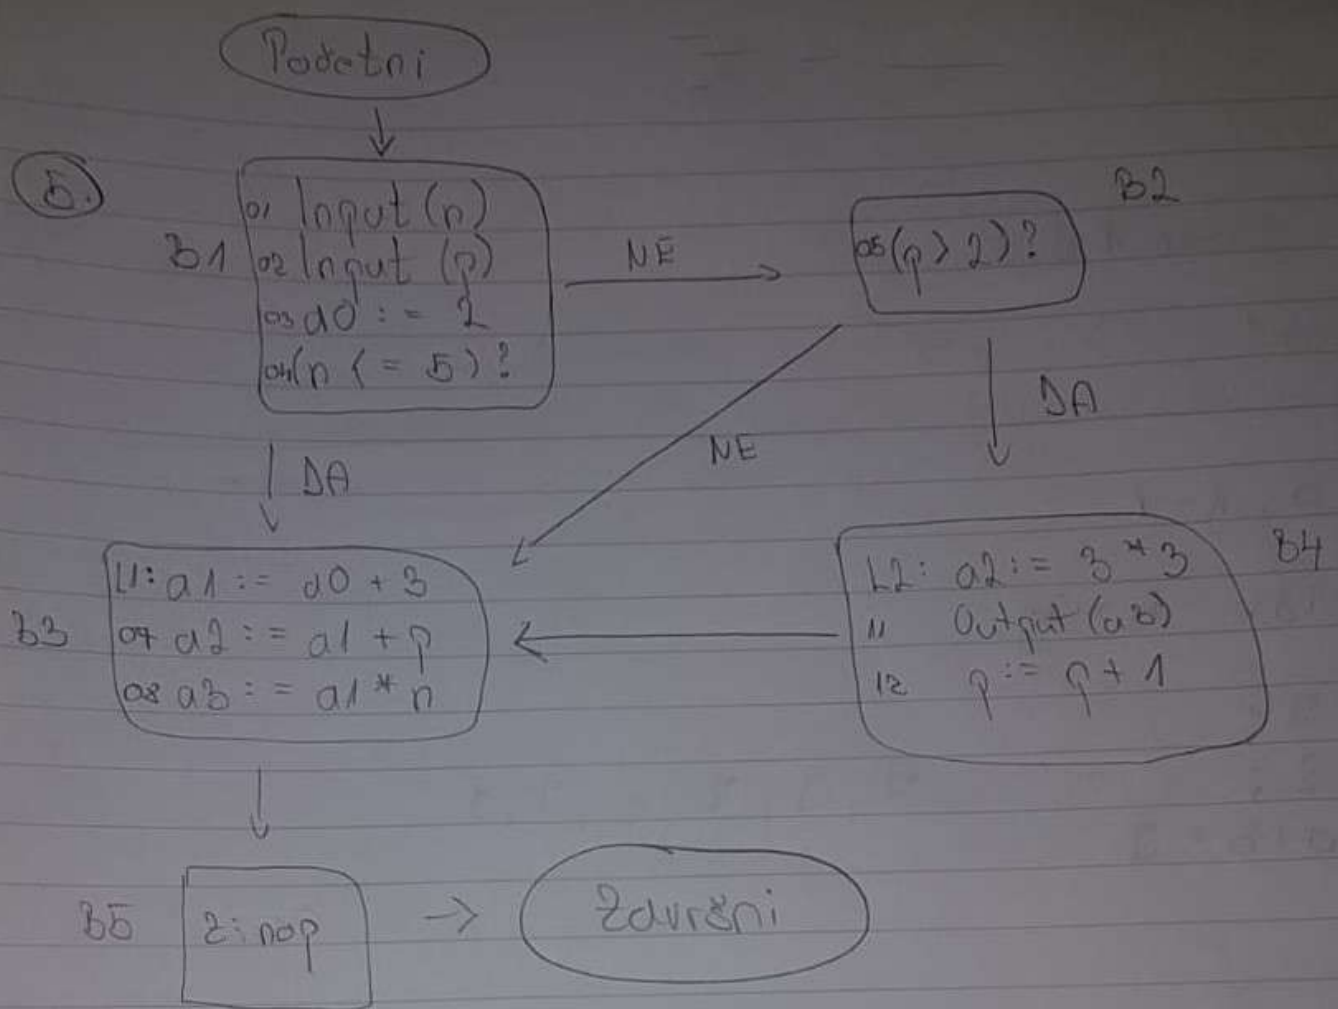 Početni
5.
B1
01 Input (n)
02 Input (p)
03 a0 := 2
04 (n <= 5)?
NE
B2
05 (p > 2)?
DA
NE
DA
B3
L1: a1 := a0 + 3
07 a2 := a1 + p
08 a3 := a1 * n
B4
L2: a2 := 3 * 3
11 Output (a3)
12 p := p + 1
B5
2: nop
Završni